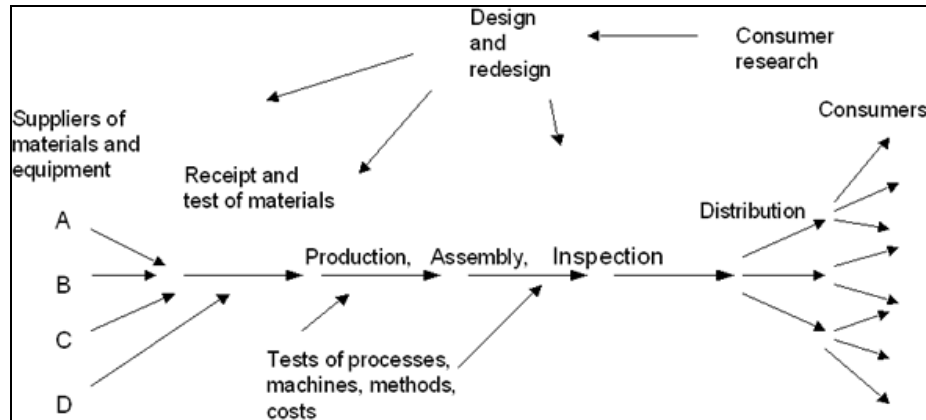 Design
and
redesign
Consumer
research
Suppliers of
materials and
equipment
Consumers
Receipt and
test of materials
A
Distribution
Production, Assembly, Inspection
B
C
Tests of processes,
machines, methods,
costs
D